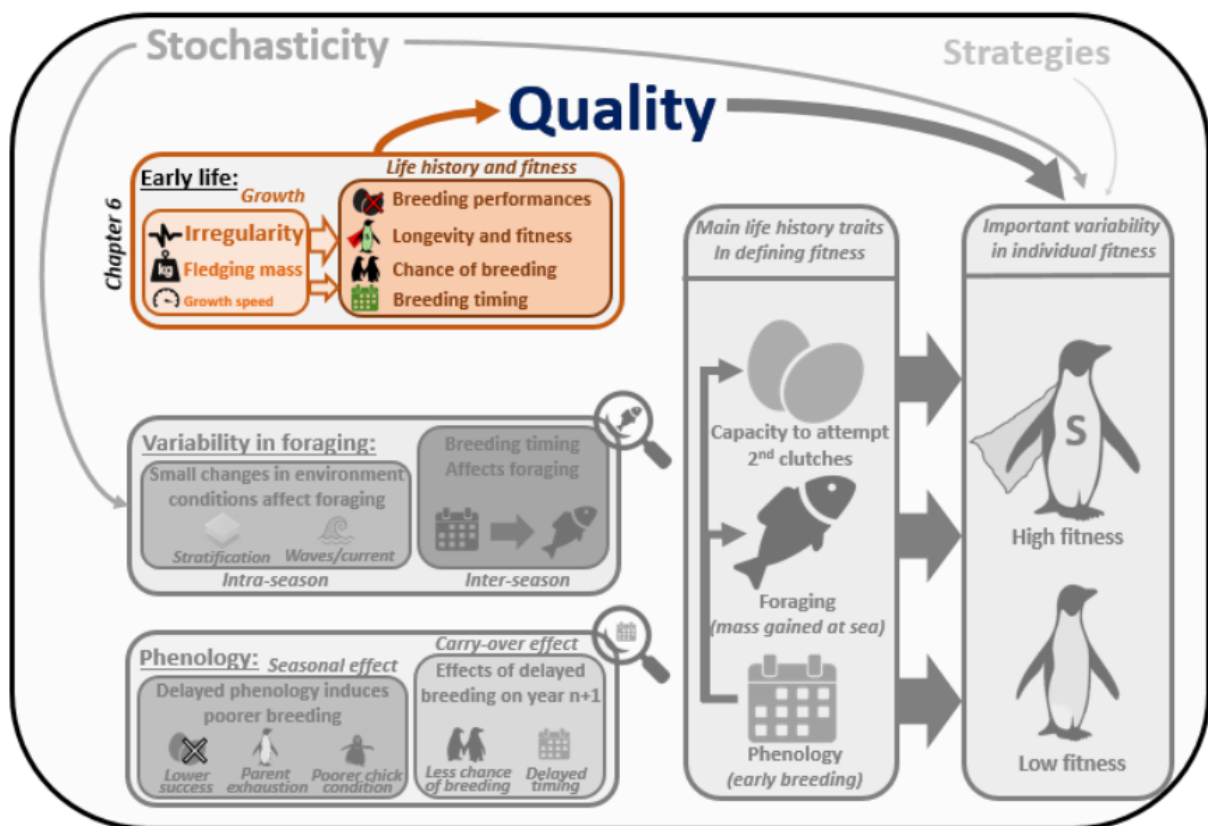 Stochasticity
Strategies
Quality
Chapter 6
Early life:
Growth
Irregularity
kg
Fledging mass
Growth speed
Life history and fitness
Breeding performances
Longevity and fitness
Chance of breeding
Breeding timing
Variability in foraging:
Small changes in environment
conditions affect foraging
Stratification
Waves/current
Intra-season
Breeding timing
Affects foraging
Inter-season
Phenology:
Seasonal effect
Delayed phenology induces
poorer breeding
Lower
success
Parent
exhaustion
Poorer chick
condition
Carry-over effect
Effects of delayed
breeding on year n+1
Less chance
of breeding
Delayed
timing
Main life history traits
In defining fitness
Capacity to attempt
2nd clutches
Foraging
(mass gained at sea)
Phenology
(early breeding)
Important variability
in individual fitness
S
High fitness
Low fitness